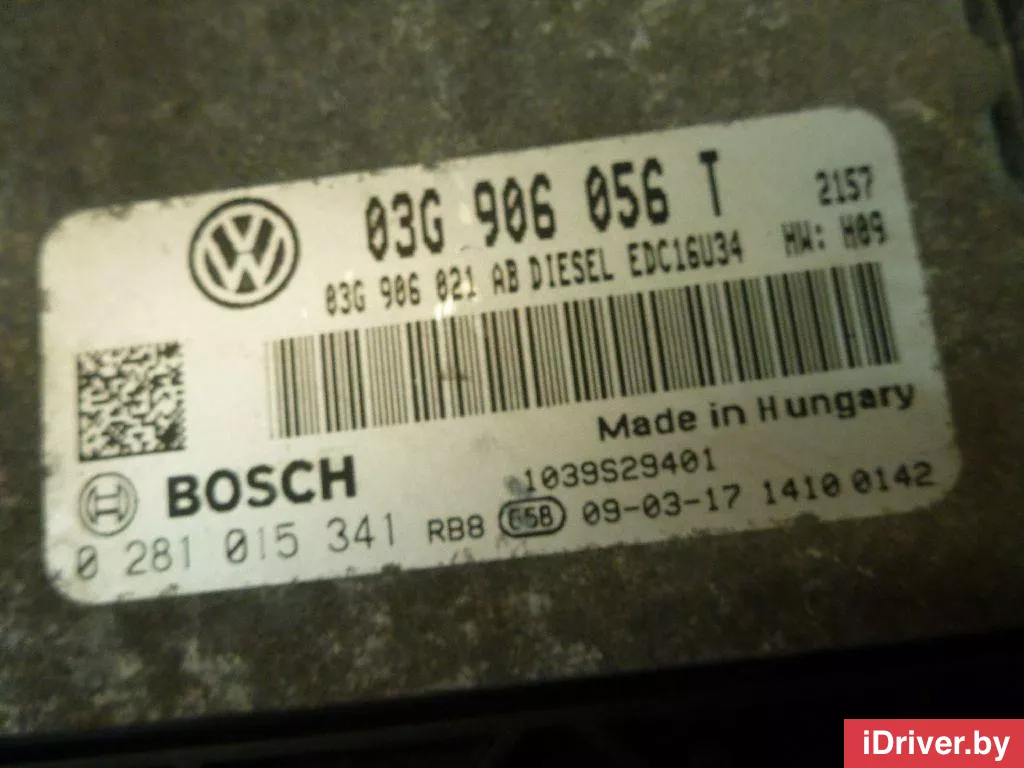 03G 906 056 T 2157
03G 906 021 AB DIESEL EDC16U34 HW: H09
Made in Hungary
BOSCH 1039S29401
0 281 015 341 RB8 658 09-03-17 1410 0142
iDriver.by